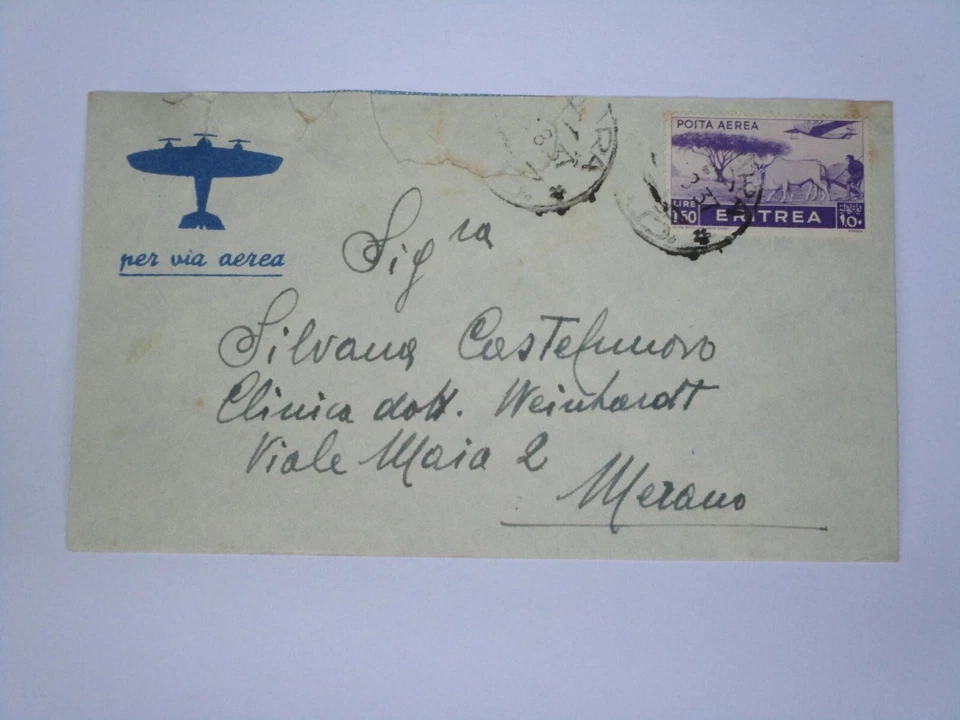 POSTA AEREA
LIRE
1.50
ERITREA
per via aerea
Sig ra
Silvana Castelnuovo
Clinica dott. Weinhardt
Viale Maia 2
Merano